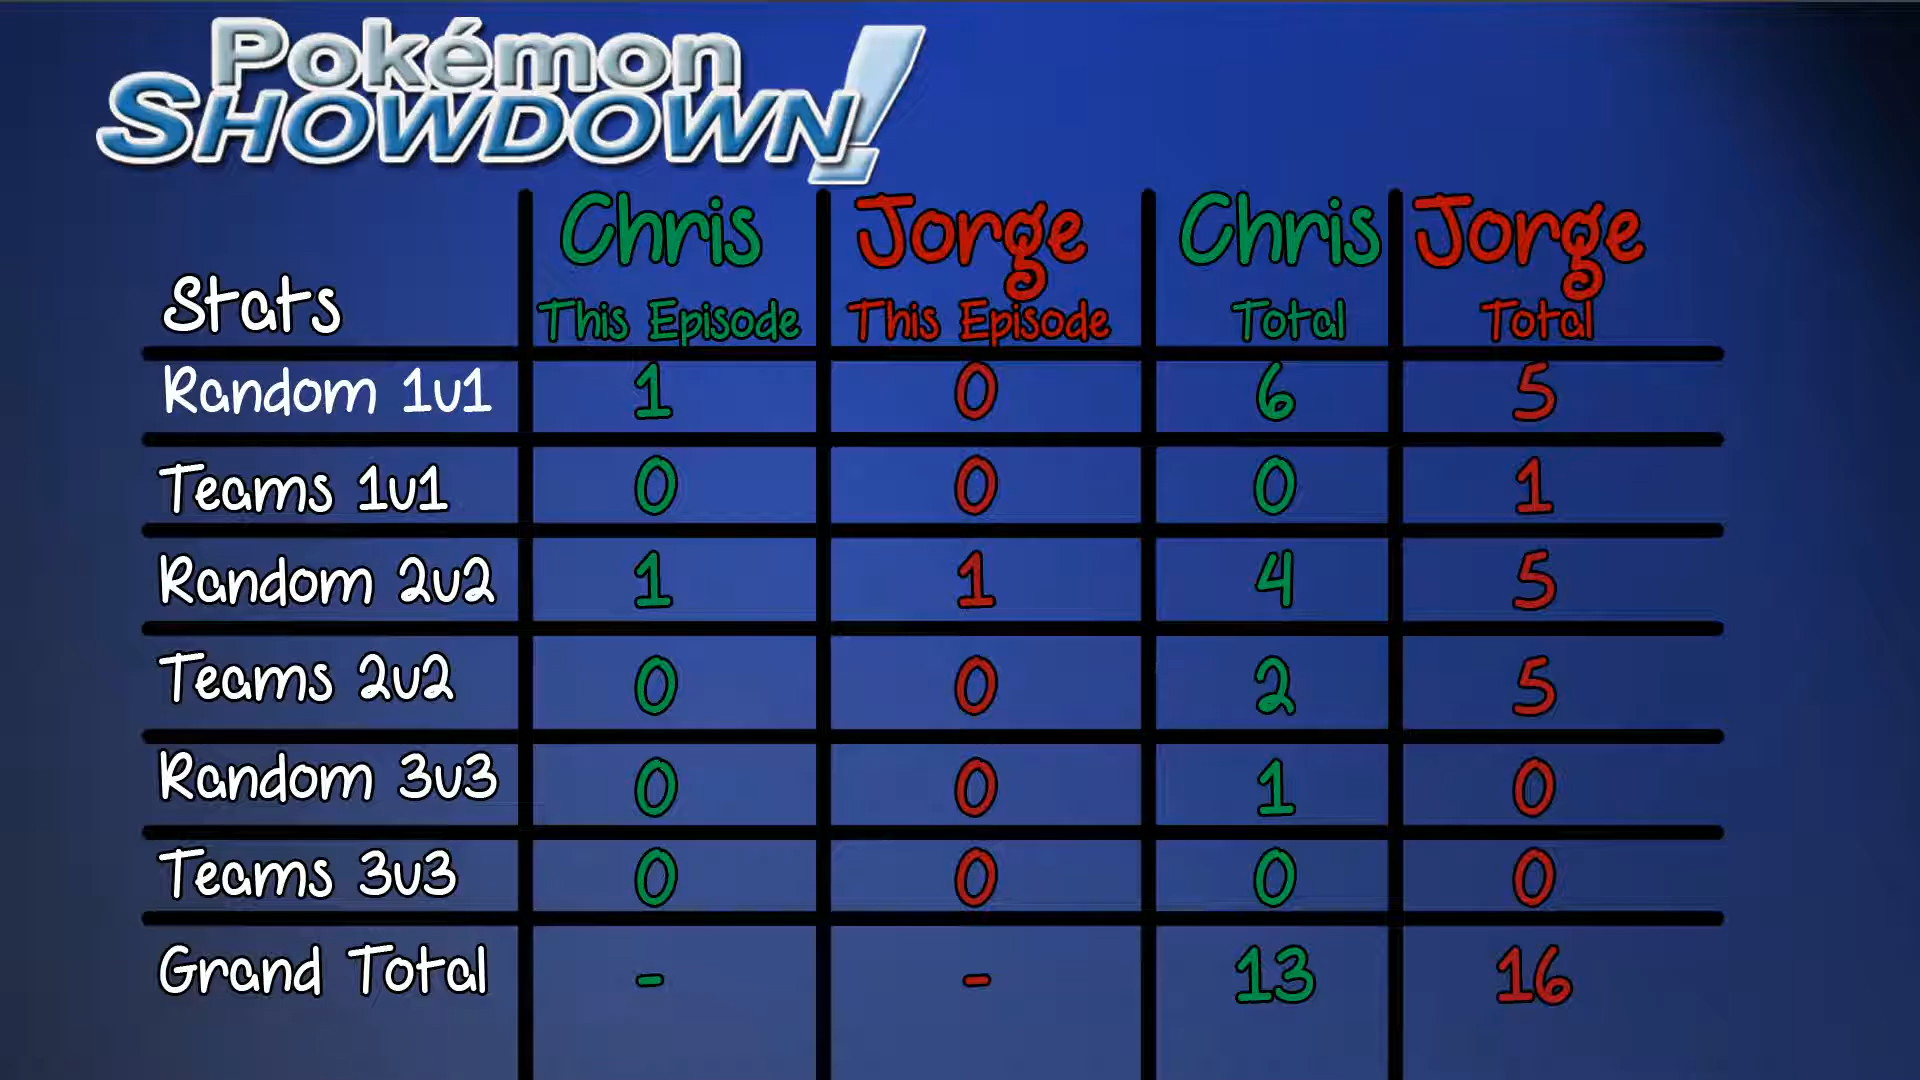 Pokémon
SHOWDOWN!
Chris Jorge Chris Jorge
Stats This Episode This Episode Total Total
Random 1v1 1 0 6 5
Teams 1v1 0 0 0 1
Random 2v2 1 1 4 5
Teams 2v2 0 0 2 5
Random 3v3 0 0 1 0
Teams 3v3 0 0 0 0
Grand Total - - 13 16